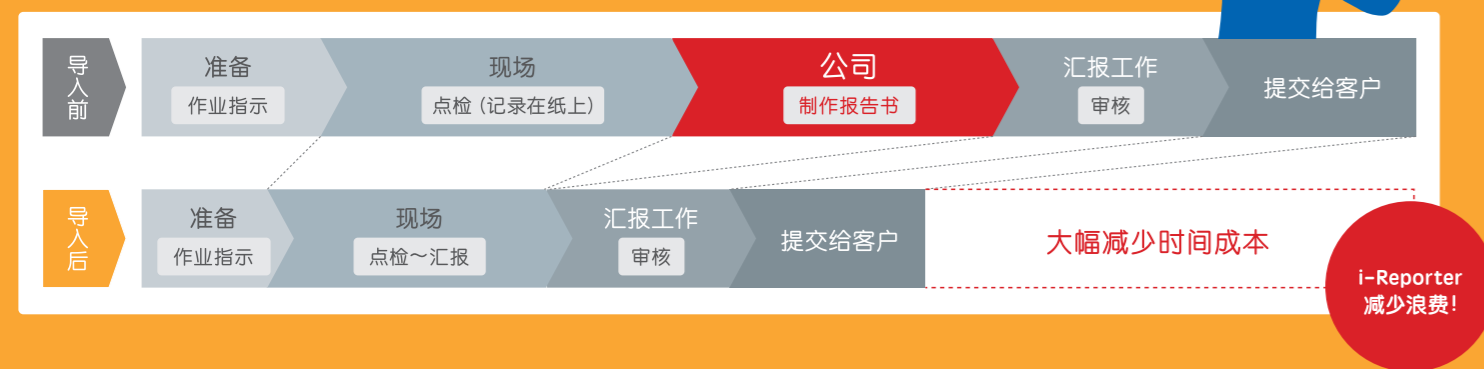 导入前
准备
作业指示
现场
点检（记录在纸上）
公司
制作报告书
汇报工作
审核
提交给客户
导入后
准备
作业指示
现场
点检～汇报
汇报工作
审核
提交给客户
大幅减少时间成本
i-Reporter
减少浪费！